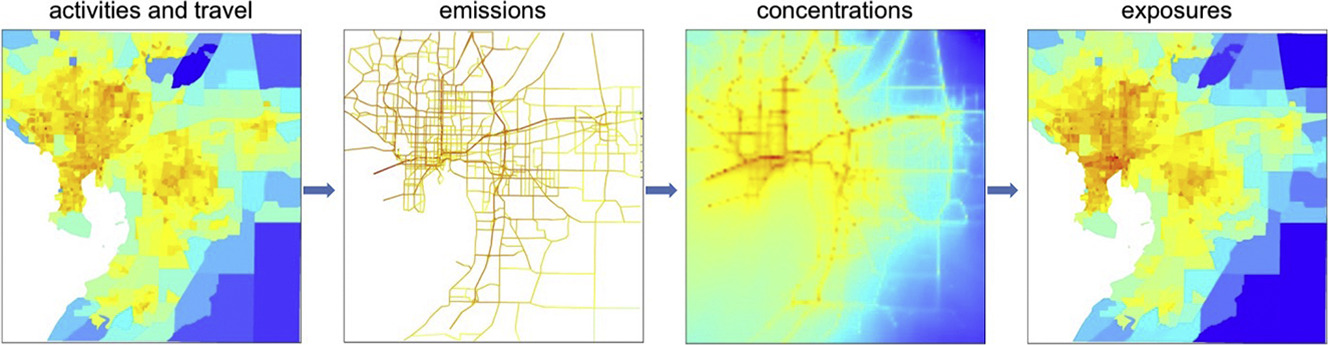 activities and travel
emissions
concentrations
exposures